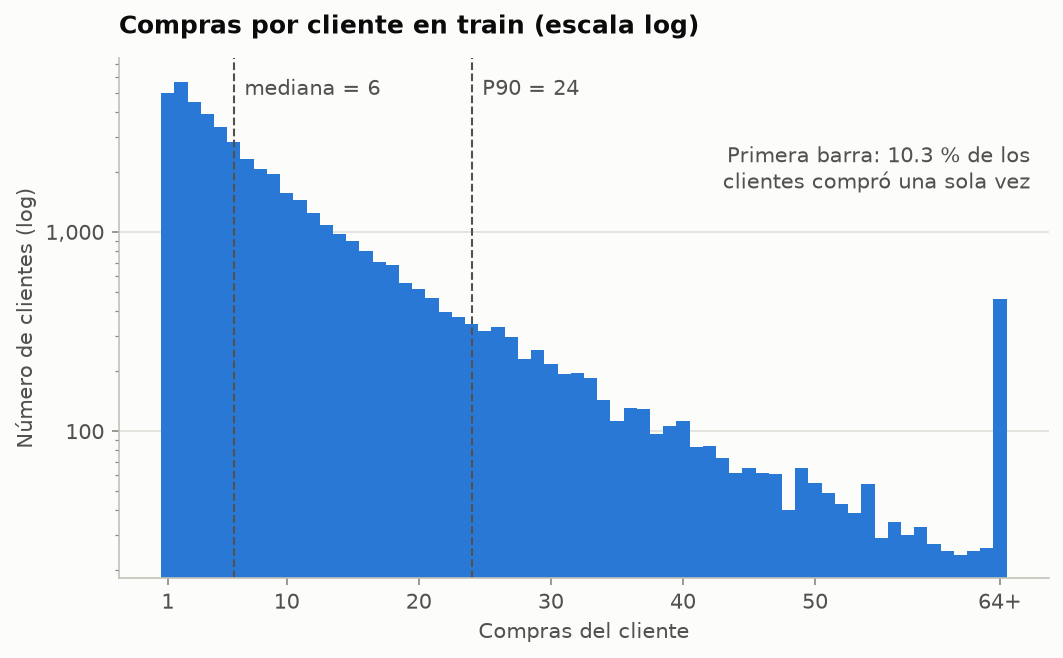 Compras por cliente en train (escala log)
mediana = 6
P90 = 24
Primera barra: 10.3 % de los
clientes compró una sola vez
Número de clientes (log)
1,000
100
1
10
20
30
40
50
64+
Compras del cliente